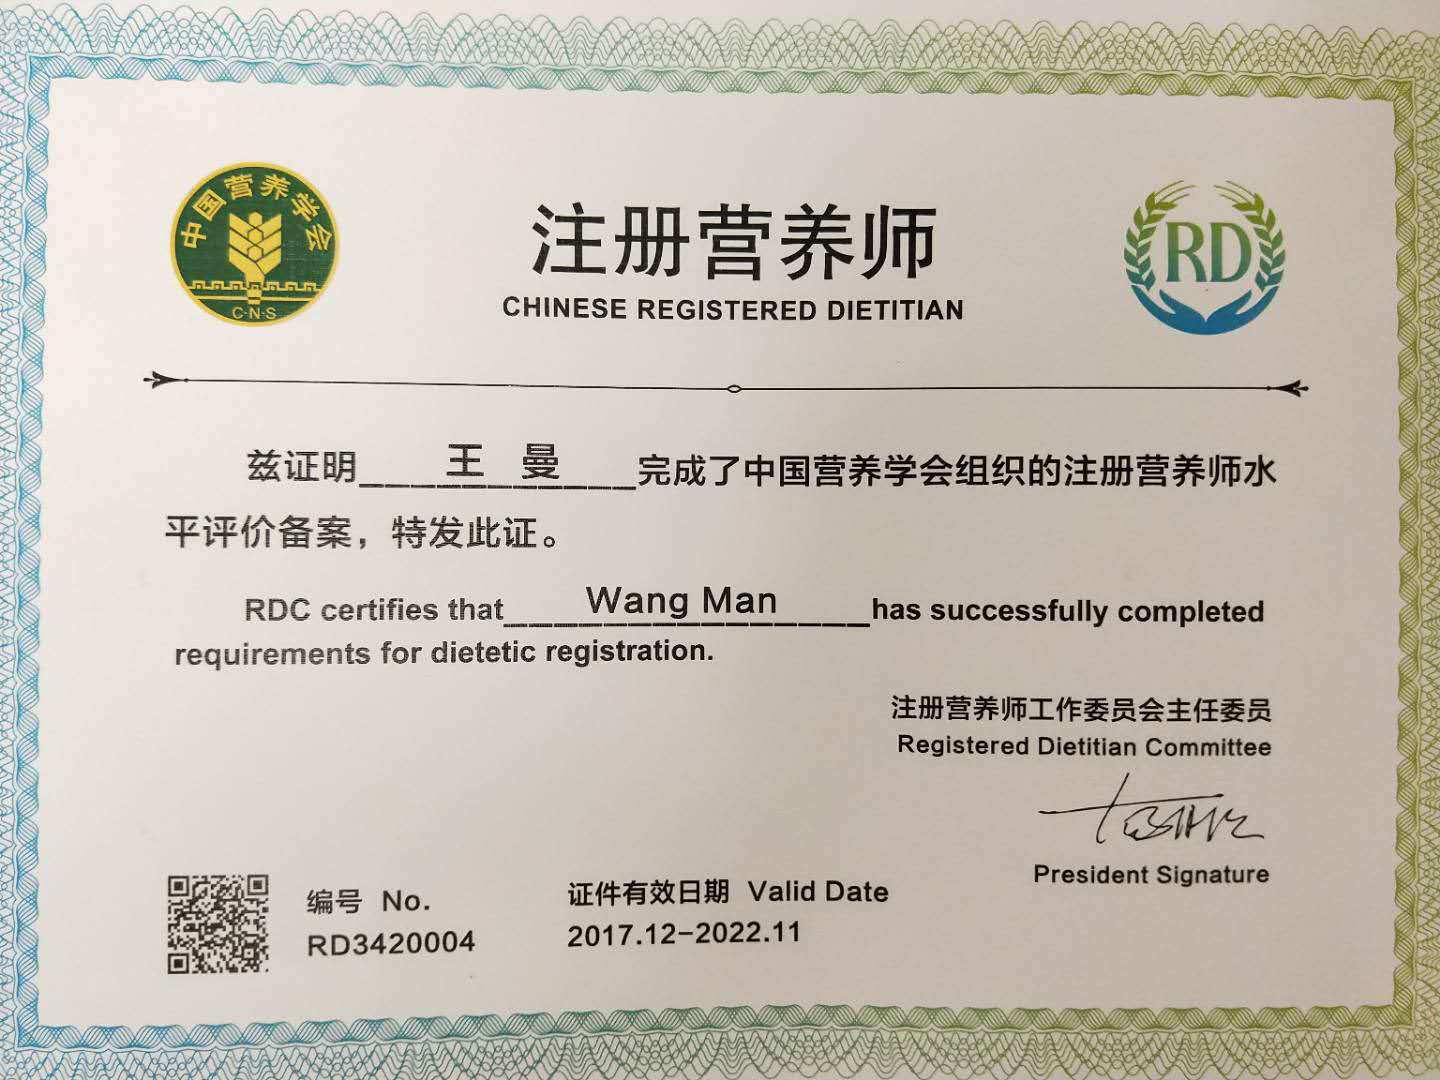 中国营养学会
C·N·S
注册营养师
CHINESE REGISTERED DIETITIAN
RD
兹证明 王 曼 完成了中国营养学会组织的注册营养师水
平评价备案，特发此证。
RDC certifies that Wang Man has successfully completed
requirements for dietetic registration.
注册营养师工作委员会主任委员
Registered Dietitian Committee
President Signature
编号 No.
RD3420004
证件有效日期 Valid Date
2017.12-2022.11